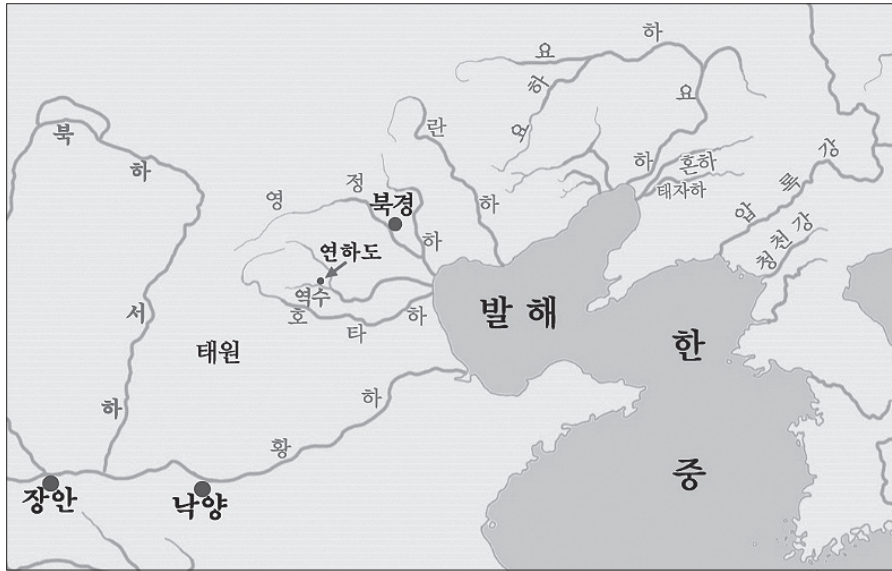 요하
요하
요하
란하
혼하
태자하
압록강
청천강
북하
영정하
북경
연하도
역수
호타하
발해
한중
태원
서하
황하
장안
낙양